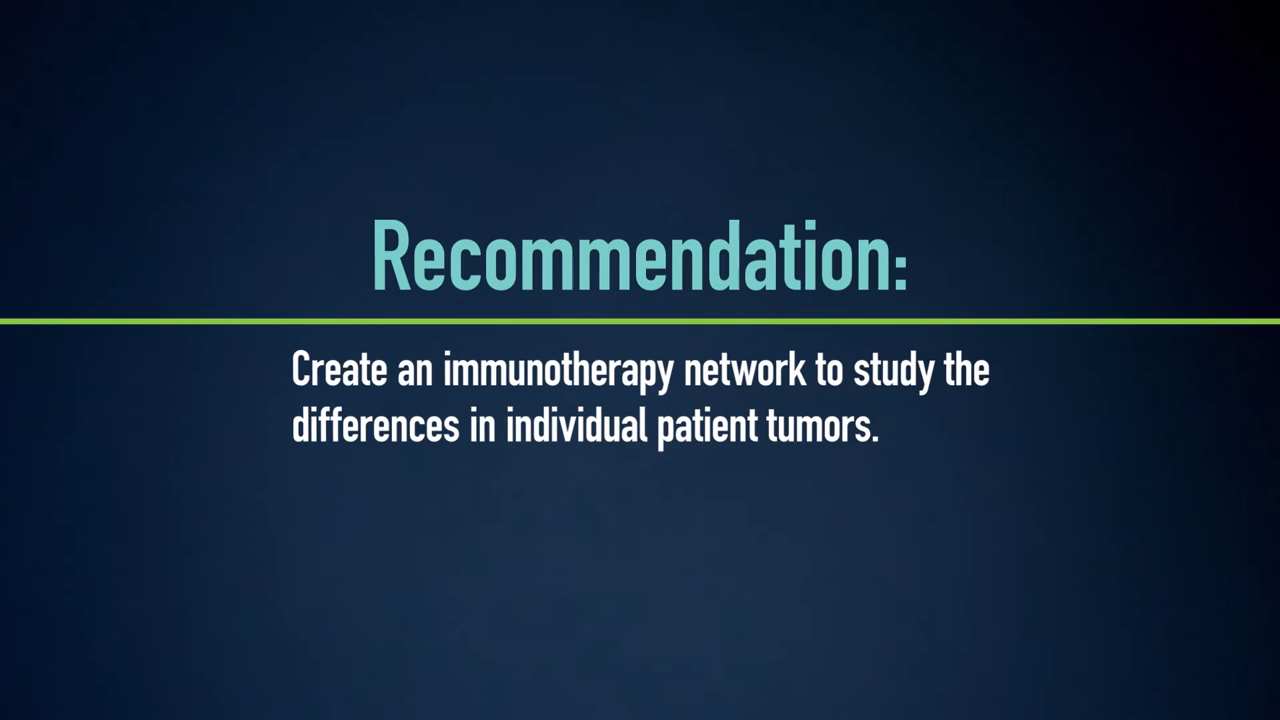 Recommendation:
Create an immunotherapy network to study the
differences in individual patient tumors.